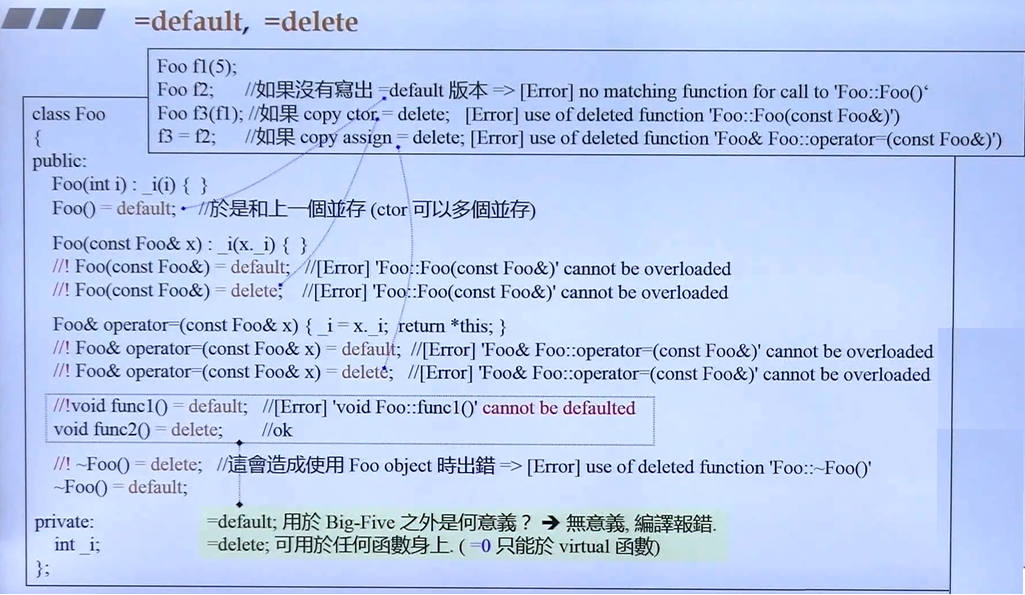 =default, =delete
Foo f1(5);
Foo f2; //如果沒有寫出 =default 版本 => [Error] no matching function for call to 'Foo::Foo()‘
Foo f3(f1); //如果 copy ctor = delete; [Error] use of deleted function 'Foo::Foo(const Foo&)')
f3 = f2; //如果 copy assign = delete; [Error] use of deleted function 'Foo& Foo::operator=(const Foo&)')
class Foo
{
public:
Foo(int i) : _i(i) { }
Foo() = default; //於是和上一個並存 (ctor 可以多個並存)
Foo(const Foo& x) : _i(x._i) { }
//! Foo(const Foo&) = default; //[Error] 'Foo::Foo(const Foo&)' cannot be overloaded
//! Foo(const Foo&) = delete; //[Error] 'Foo::Foo(const Foo&)' cannot be overloaded
Foo& operator=(const Foo& x) { _i = x._i; return *this; }
//! Foo& operator=(const Foo& x) = default; //[Error] 'Foo& Foo::operator=(const Foo&)' cannot be overloaded
//! Foo& operator=(const Foo& x) = delete; //[Error] 'Foo& Foo::operator=(const Foo&)' cannot be overloaded
//!void func1() = default; //[Error] 'void Foo::func1()' cannot be defaulted
void func2() = delete; //ok
//! ~Foo() = delete; //這會造成使用 Foo object 時出錯 => [Error] use of deleted function 'Foo::~Foo()'
~Foo() = default;
private:
int _i;
};
=default; 用於 Big-Five 之外是何意義？ ➔ 無意義, 編譯報錯.
=delete; 可用於任何函數身上. ( =0 只能於 virtual 函數)